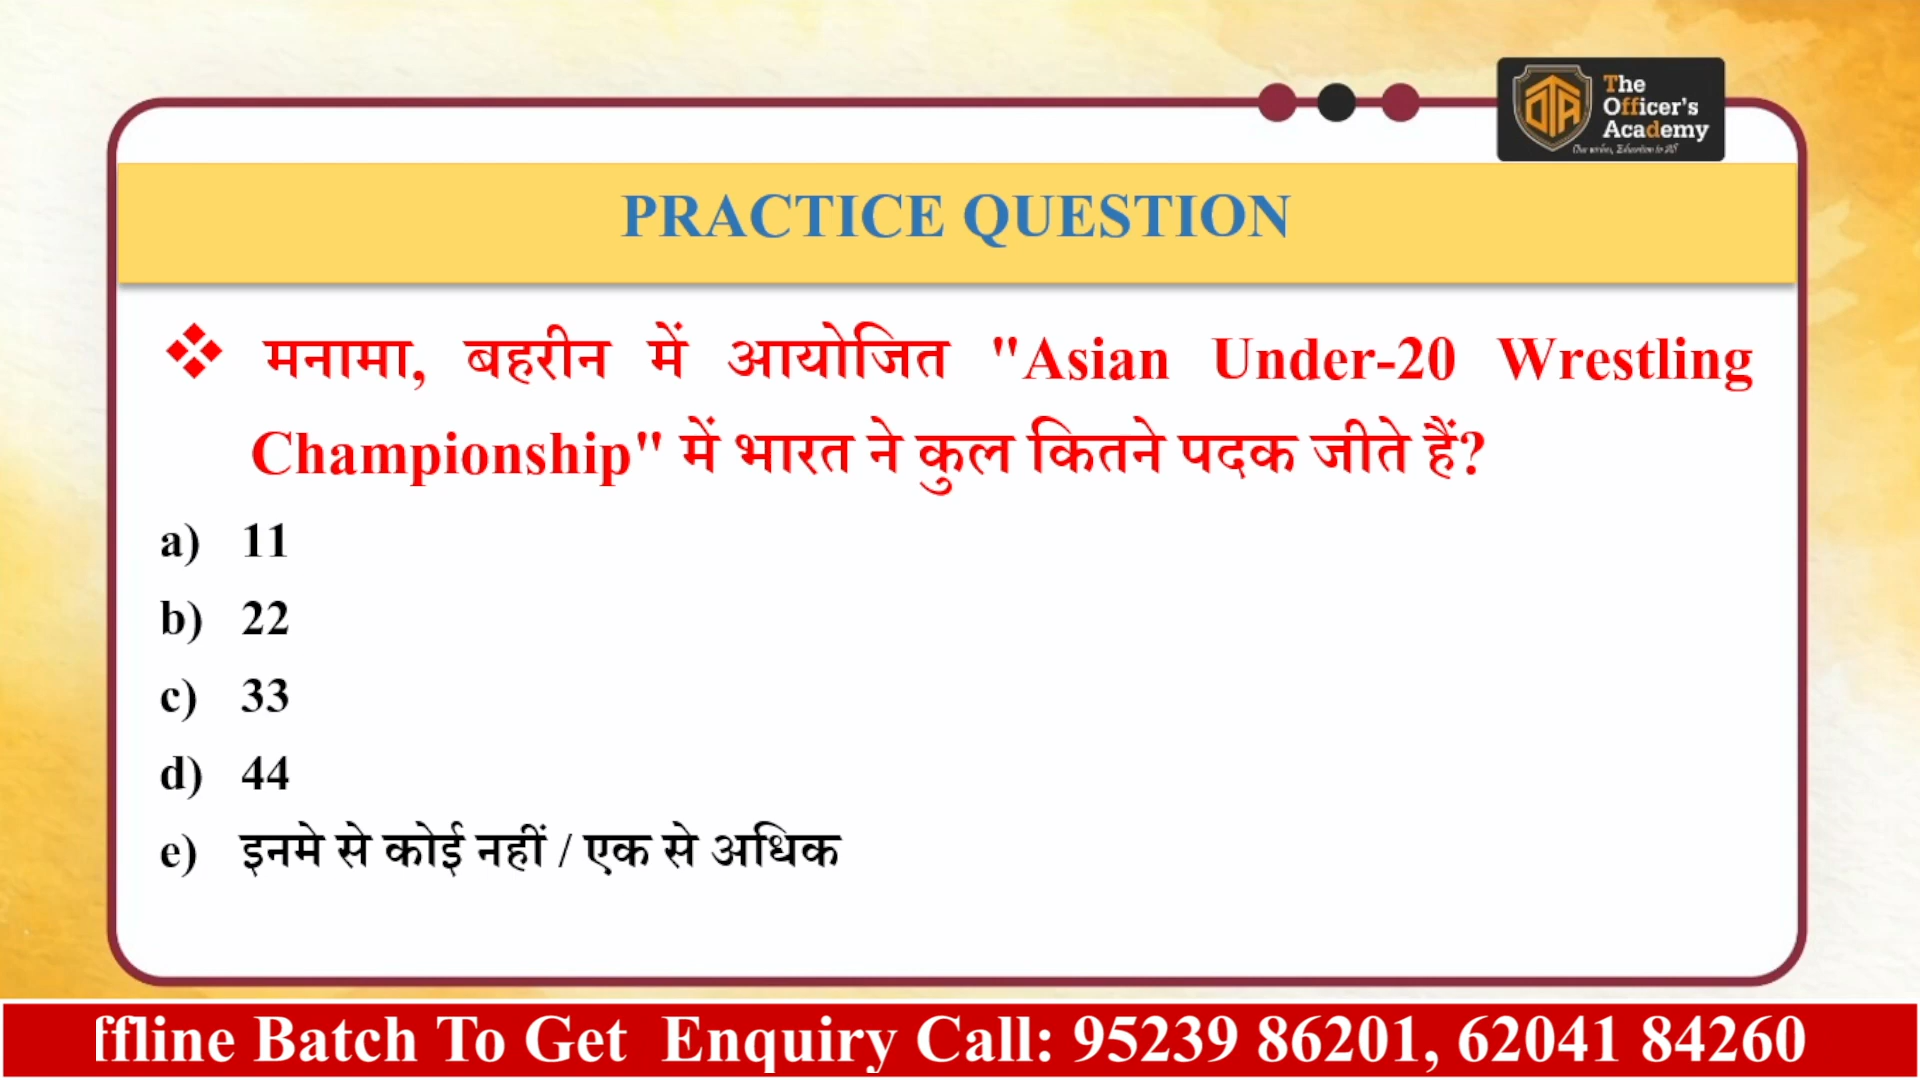 The
Officer's
Academy
PRACTICE QUESTION
❖ मनामा, बहरीन में आयोजित "Asian Under-20 Wrestling
Championship" में भारत ने कुल कितने पदक जीते हैं?
a) 11
b) 22
c) 33
d) 44
e) इनमे से कोई नहीं / एक से अधिक
ffline Batch To Get Enquiry Call: 95239 86201, 62041 84260